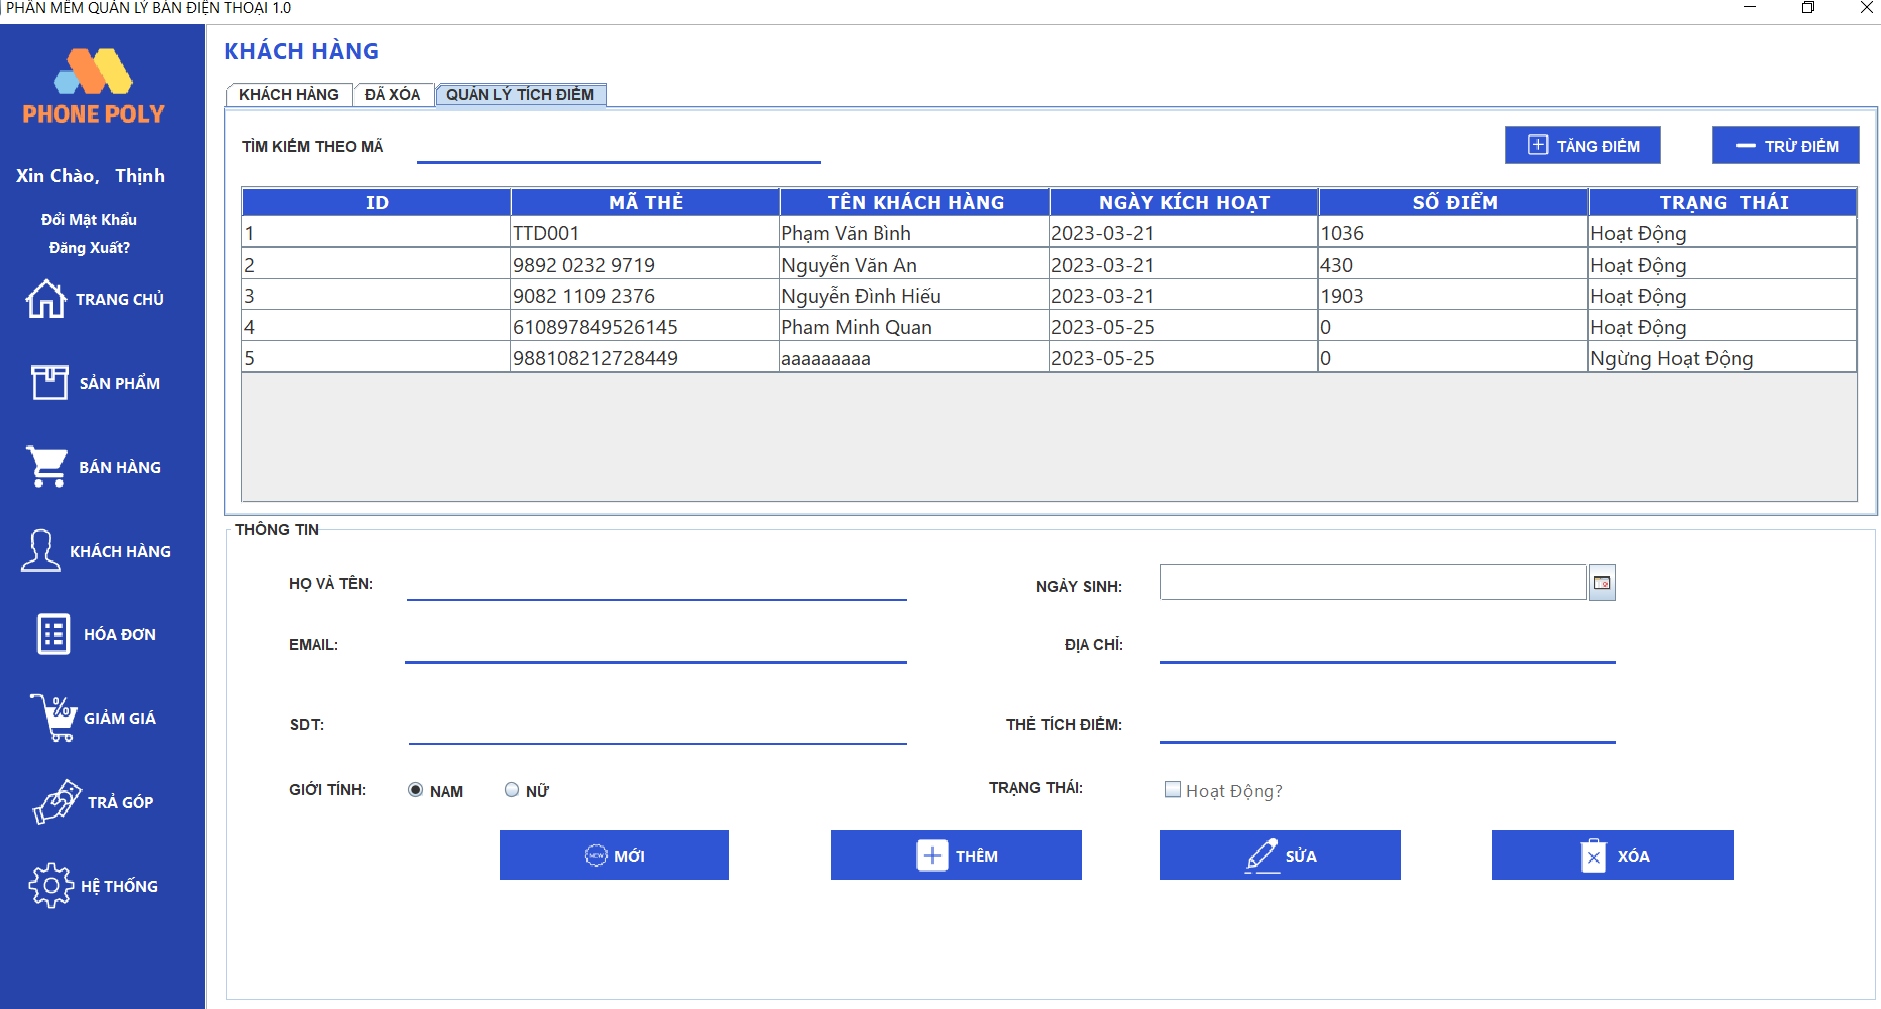 PHẦN MỀM QUẢN LÝ BÁN ĐIỆN THOẠI 1.0
PHONE POLY
Xin Chào, Thịnh
Đổi Mật Khẩu
Đăng Xuất?
TRANG CHỦ
SẢN PHẨM
BÁN HÀNG
KHÁCH HÀNG
HÓA ĐƠN
GIẢM GIÁ
TRẢ GÓP
HỆ THỐNG
KHÁCH HÀNG
KHÁCH HÀNG ĐÃ XÓA QUẢN LÝ TÍCH ĐIỂM
TÌM KIẾM THEO MÃ TĂNG ĐIỂM TRỪ ĐIỂM
ID MÃ THẺ TÊN KHÁCH HÀNG NGÀY KÍCH HOẠT SỐ ĐIỂM TRẠNG THÁI
1 TTD001 Phạm Văn Bình 2023-03-21 1036 Hoạt Động
2 9892 0232 9719 Nguyễn Văn An 2023-03-21 430 Hoạt Động
3 9082 1109 2376 Nguyễn Đình Hiếu 2023-03-21 1903 Hoạt Động
4 610897849526145 Pham Minh Quan 2023-05-25 0 Hoạt Động
5 988108212728449 aaaaaaaaa 2023-05-25 0 Ngừng Hoạt Động
THÔNG TIN
HỌ VÀ TÊN: NGÀY SINH:
EMAIL: ĐỊA CHỈ:
SDT: THẺ TÍCH ĐIỂM:
GIỚI TÍNH: NAM NỮ TRẠNG THÁI: Hoạt Động?
NEW MỚI THÊM SỬA XÓA